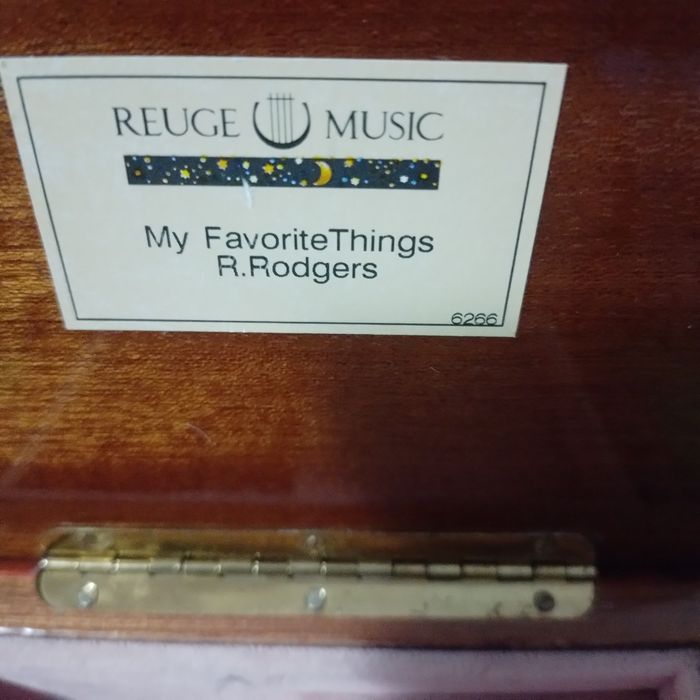 REUGE MUSIC
My FavoriteThings
R.Rodgers
6266